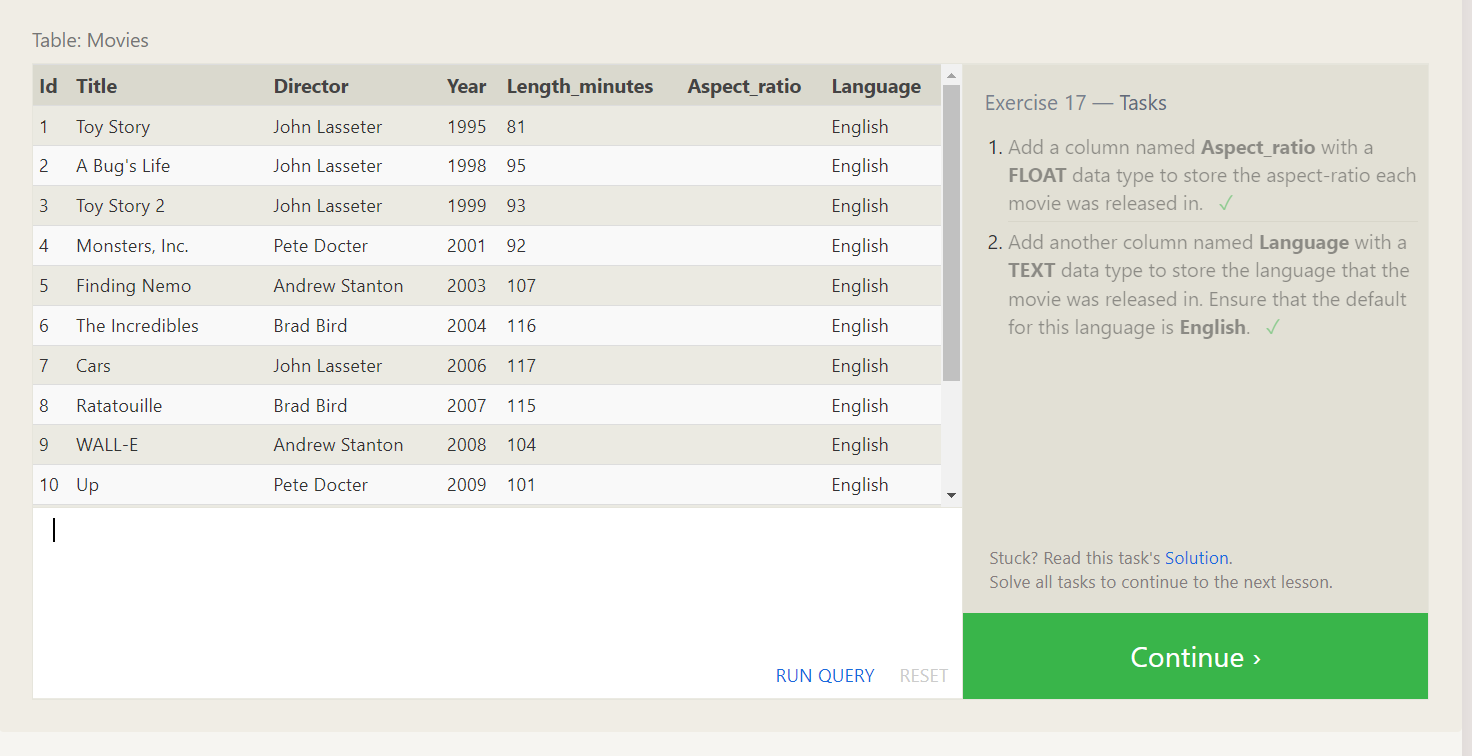 Table: Movies
Id Title Director Year Length_minutes Aspect_ratio Language
1 Toy Story John Lasseter 1995 81 English
2 A Bug's Life John Lasseter 1998 95 English
3 Toy Story 2 John Lasseter 1999 93 English
4 Monsters, Inc. Pete Docter 2001 92 English
5 Finding Nemo Andrew Stanton 2003 107 English
6 The Incredibles Brad Bird 2004 116 English
7 Cars John Lasseter 2006 117 English
8 Ratatouille Brad Bird 2007 115 English
9 WALL-E Andrew Stanton 2008 104 English
10 Up Pete Docter 2009 101 English
RUN QUERY RESET
Exercise 17 — Tasks
1. Add a column named Aspect_ratio with a
FLOAT data type to store the aspect-ratio each
movie was released in. ✓
2. Add another column named Language with a
TEXT data type to store the language that the
movie was released in. Ensure that the default
for this language is English. ✓
Stuck? Read this task's Solution.
Solve all tasks to continue to the next lesson.
Continue ›